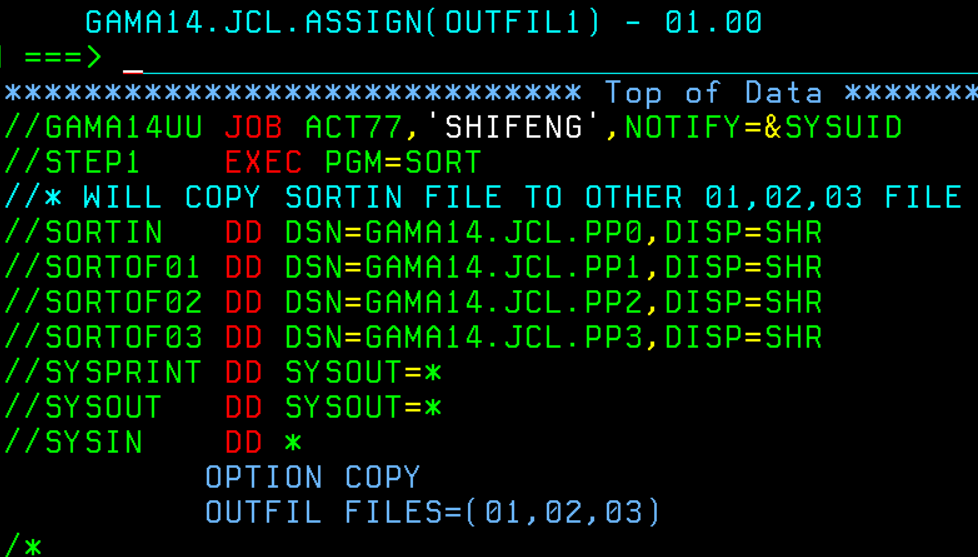 GAMA14.JCL.ASSIGN(OUTFIL1) - 01.00
===> _
***************************** Top of Data *******
//GAMA14UU JOB ACT77,'SHIFENG',NOTIFY=&SYSUID
//STEP1    EXEC PGM=SORT
//* WILL COPY SORTIN FILE TO OTHER 01,02,03 FILE
//SORTIN   DD DSN=GAMA14.JCL.PP0,DISP=SHR
//SORTOF01 DD DSN=GAMA14.JCL.PP1,DISP=SHR
//SORTOF02 DD DSN=GAMA14.JCL.PP2,DISP=SHR
//SORTOF03 DD DSN=GAMA14.JCL.PP3,DISP=SHR
//SYSPRINT DD SYSOUT=*
//SYSOUT   DD SYSOUT=*
//SYSIN    DD *
          OPTION COPY
          OUTFIL FILES=(01,02,03)
/*